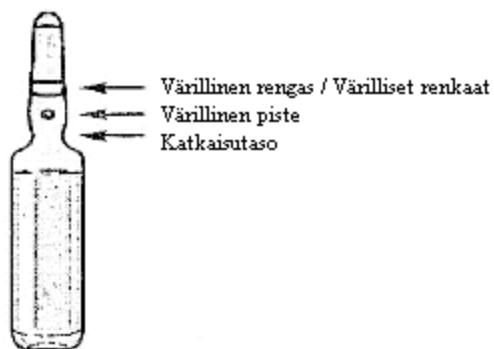 Värillinen rengas / Värilliset renkaat
Värillinen piste
Katkaisutaso